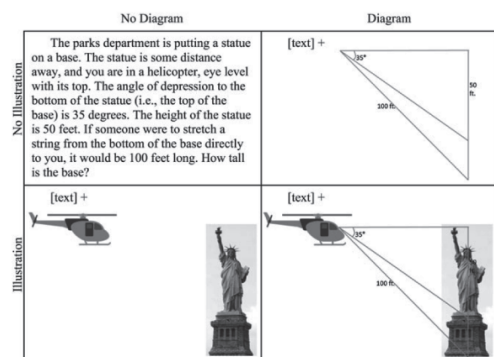 No Diagram
Diagram
No Illustration
The parks department is putting a statue
on a base. The statue is some distance
away, and you are in a helicopter, eye level
with its top. The angle of depression to the
bottom of the statue (i.e., the top of the
base) is 35 degrees. The height of the statue
is 50 feet. If someone were to stretch a
string from the bottom of the base directly
to you, it would be 100 feet long. How tall
is the base?
[text] +
35°
50
ft.
100 ft.
Illustration
[text] +
[text] +
35°
100 ft.